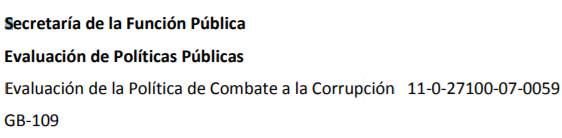 Secretaría de la Función Pública
Evaluación de Políticas Públicas
Evaluación de la Política de Combate a la Corrupción 11-0-27100-07-0059
GB-109